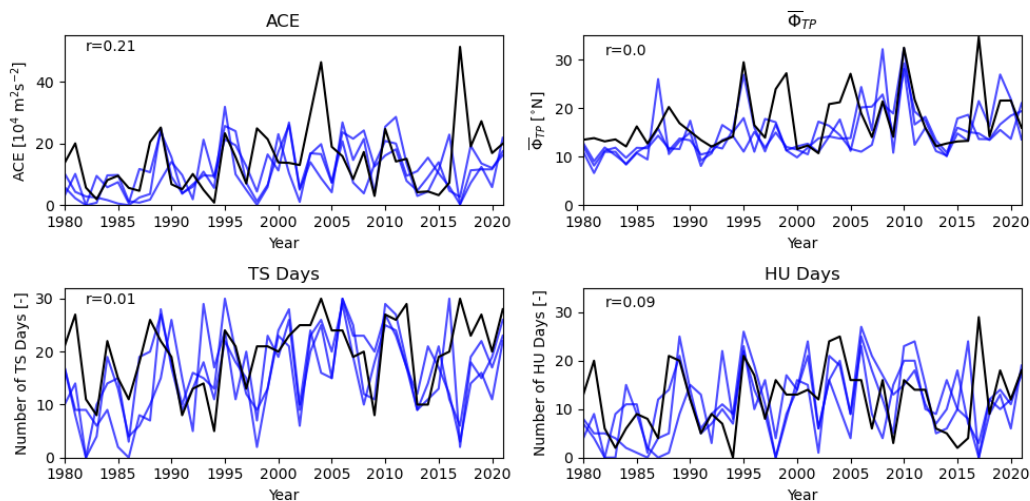 ACE
r=0.21
ACE [10⁴ m²s⁻²]
40
20
0
1980 1985 1990 1995 2000 2005 2010 2015 2020
Year
Φ̅_TP
r=0.0
Φ̅_TP [°N]
30
20
10
0
1980 1985 1990 1995 2000 2005 2010 2015 2020
Year
TS Days
r=0.01
Number of TS Days [-]
30
20
10
0
1980 1985 1990 1995 2000 2005 2010 2015 2020
Year
HU Days
r=0.09
Number of HU Days [-]
30
20
10
0
1980 1985 1990 1995 2000 2005 2010 2015 2020
Year